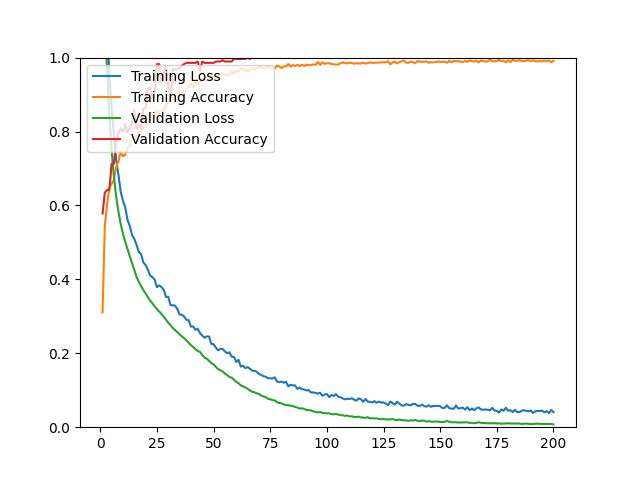 1.0
0.8
0.6
0.4
0.2
0.0
Training Loss
Training Accuracy
Validation Loss
Validation Accuracy
0 25 50 75 100 125 150 175 200